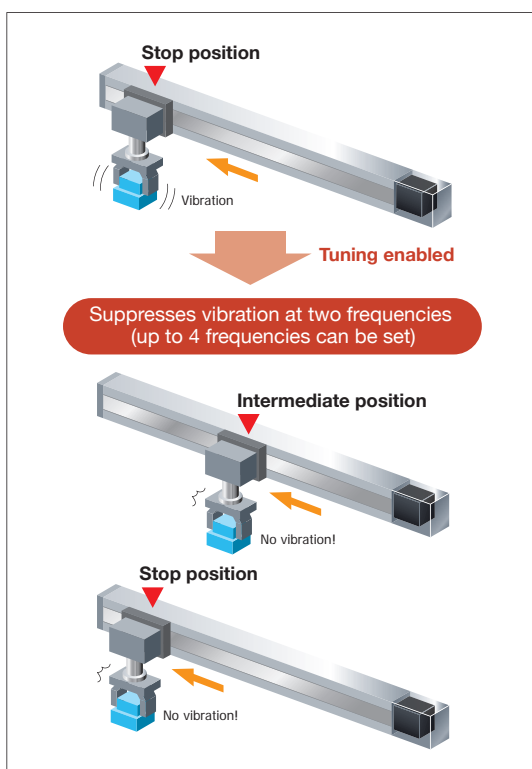 Stop position
Vibration
Tuning enabled
Suppresses vibration at two frequencies
(up to 4 frequencies can be set)
Intermediate position
No vibration!
Stop position
No vibration!